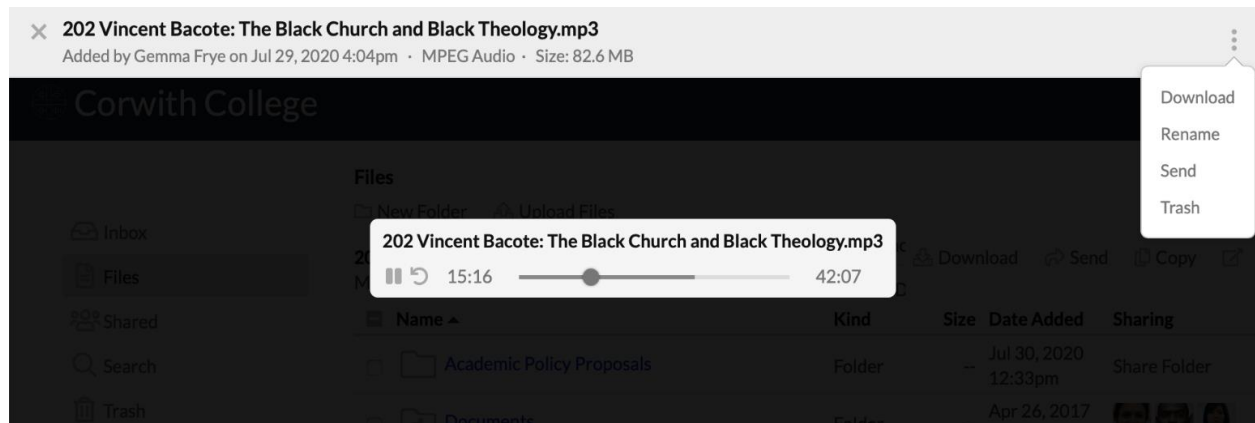 202 Vincent Bacote: The Black Church and Black Theology.mp3
Added by Gemma Frye on Jul 29, 2020 4:04pm · MPEG Audio · Size: 82.6 MB
Corwith College
Download
Rename
Send
Trash
Files
New Folder Upload Files
Inbox
202 Vincent Bacote: The Black Church and Black Theology.mp3
Download Send Copy
Files
15:16 42:07
Shared
Name Kind Size Date Added Sharing
Search
Academic Policy Proposals Folder -- Jul 30, 2020 12:33pm Share Folder
Trash
Documents Folder Apr 26, 2017